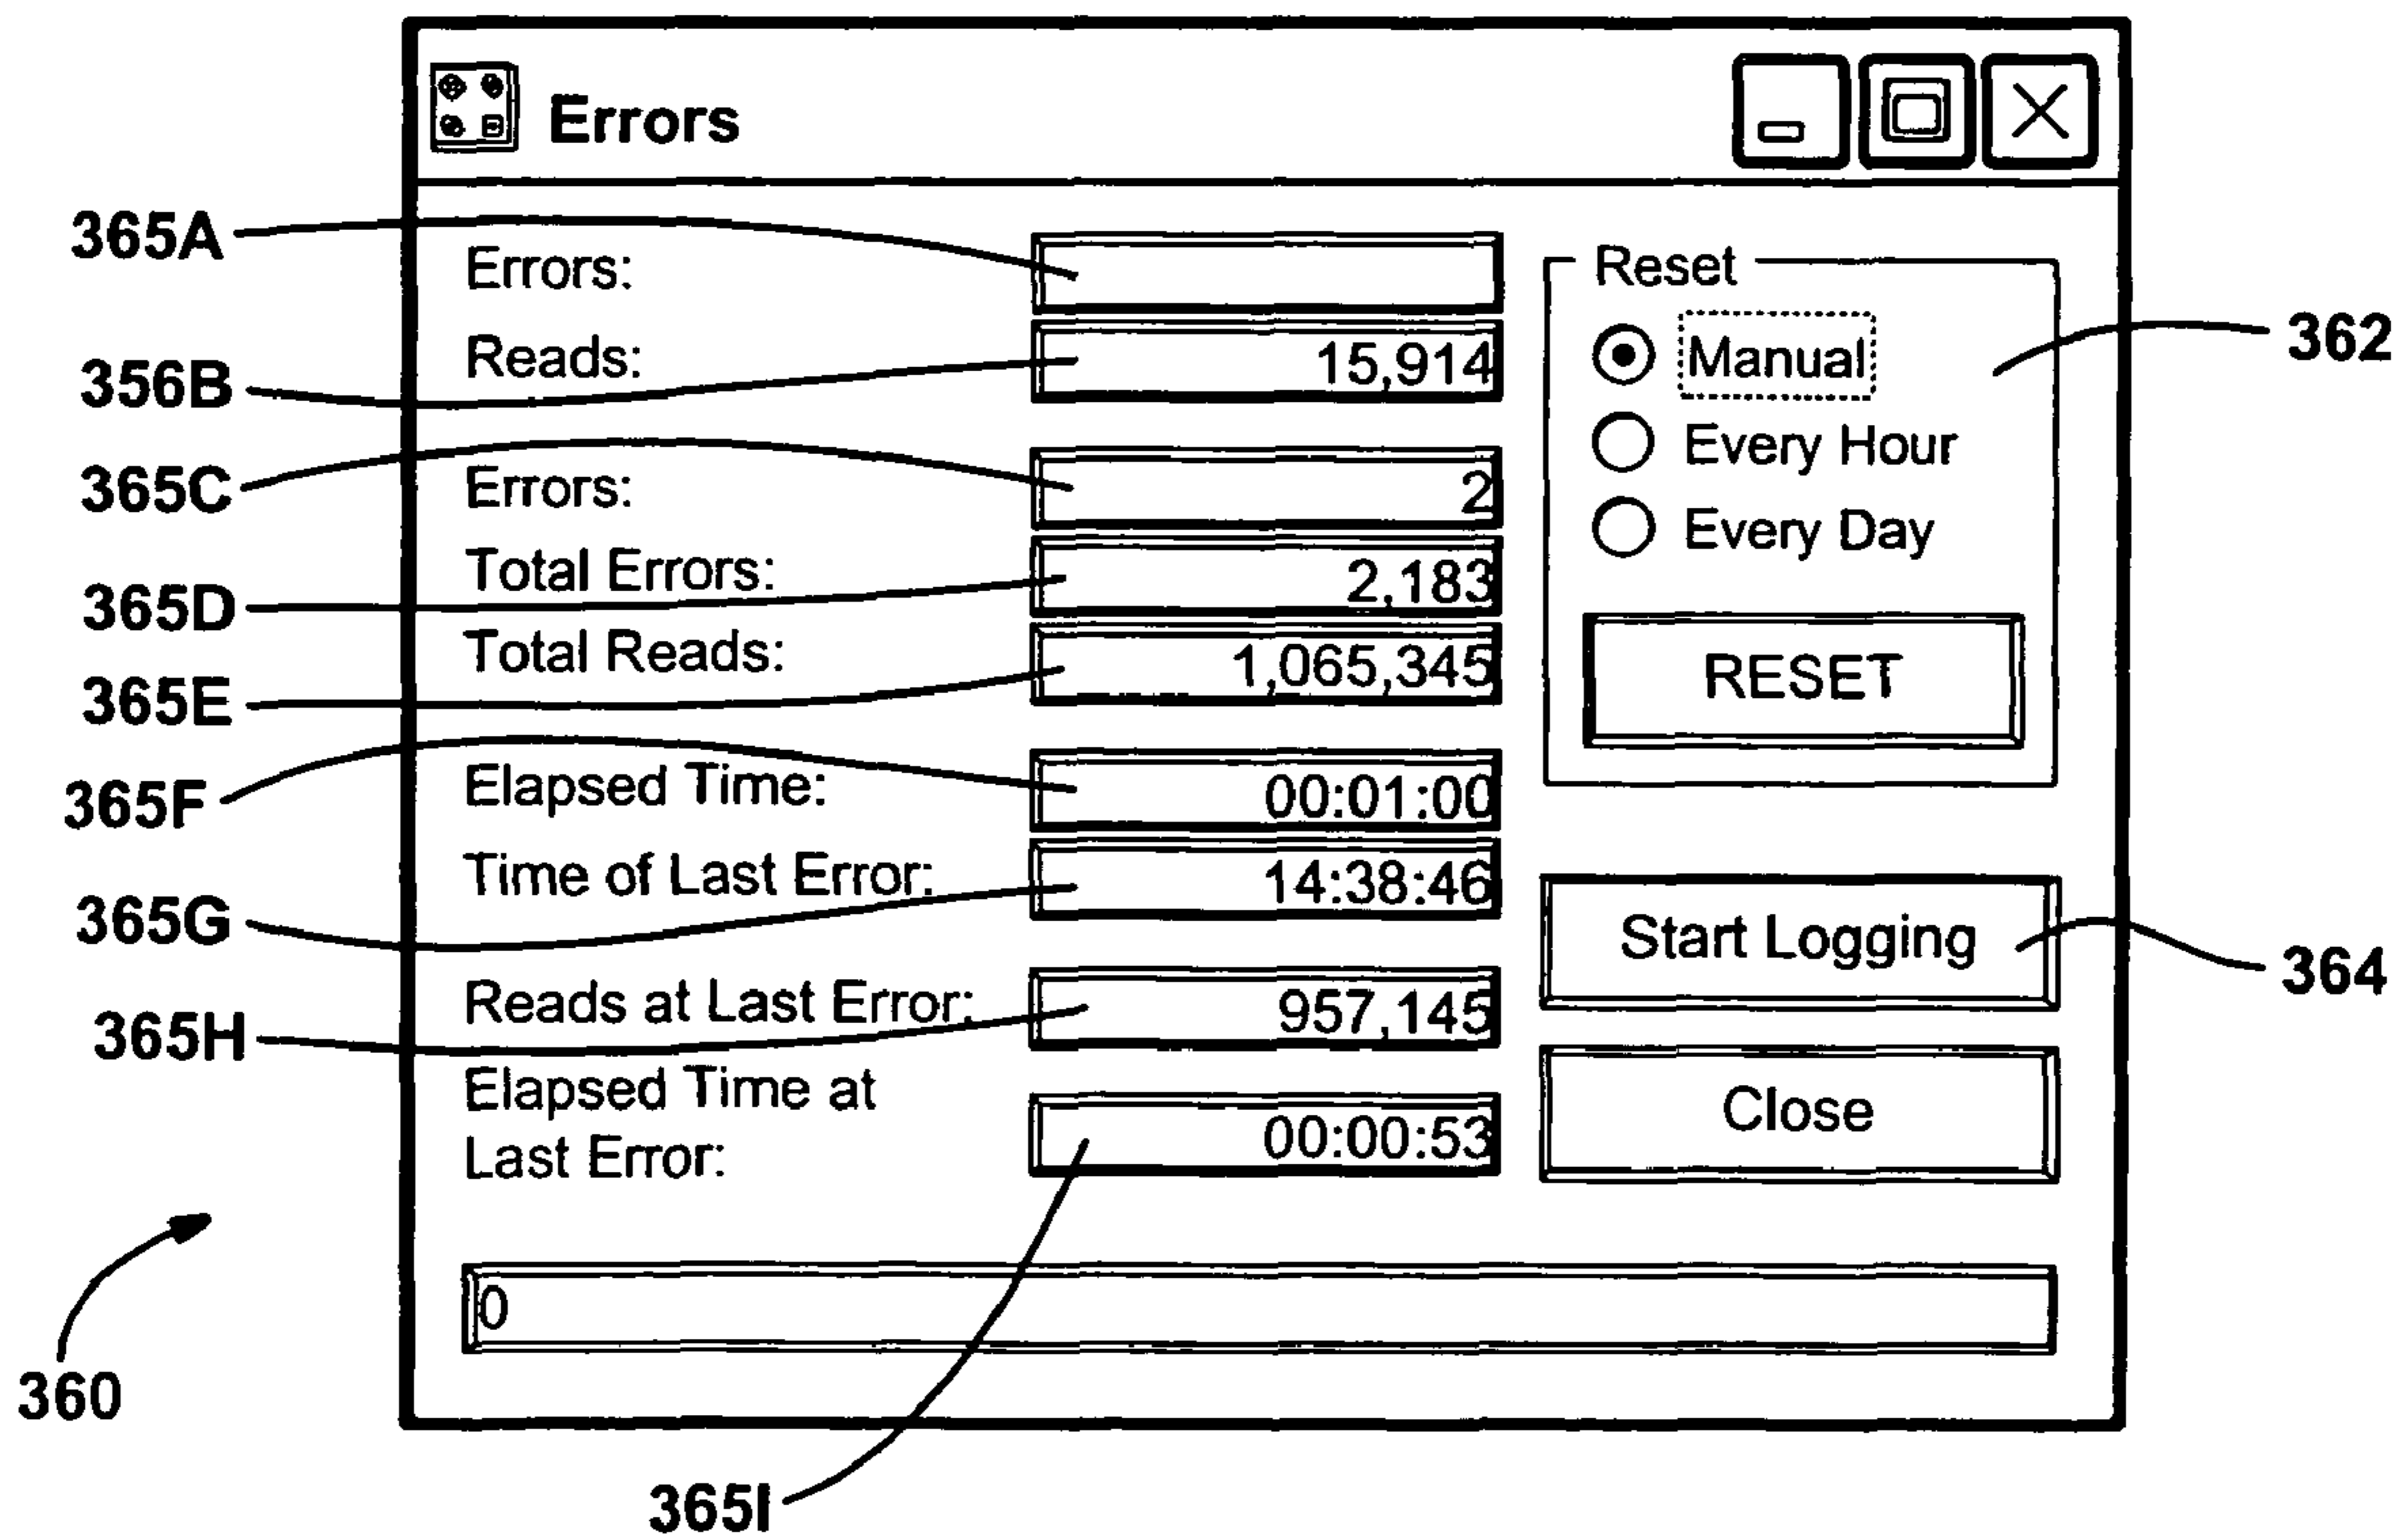 Errors
365A
Errors:
Reset
362
356B
Reads:
15,914
Manual
Every Hour
365C
Errors:
2
Every Day
365D
Total Errors:
2,183
365E
Total Reads:
1,065,345
RESET
365F
Elapsed Time:
00:01:00
365G
Time of Last Error:
14:38:46
Start Logging
364
365H
Reads at Last Error:
957,145
Elapsed Time at
Last Error:
00:00:53
Close
0
360
365I